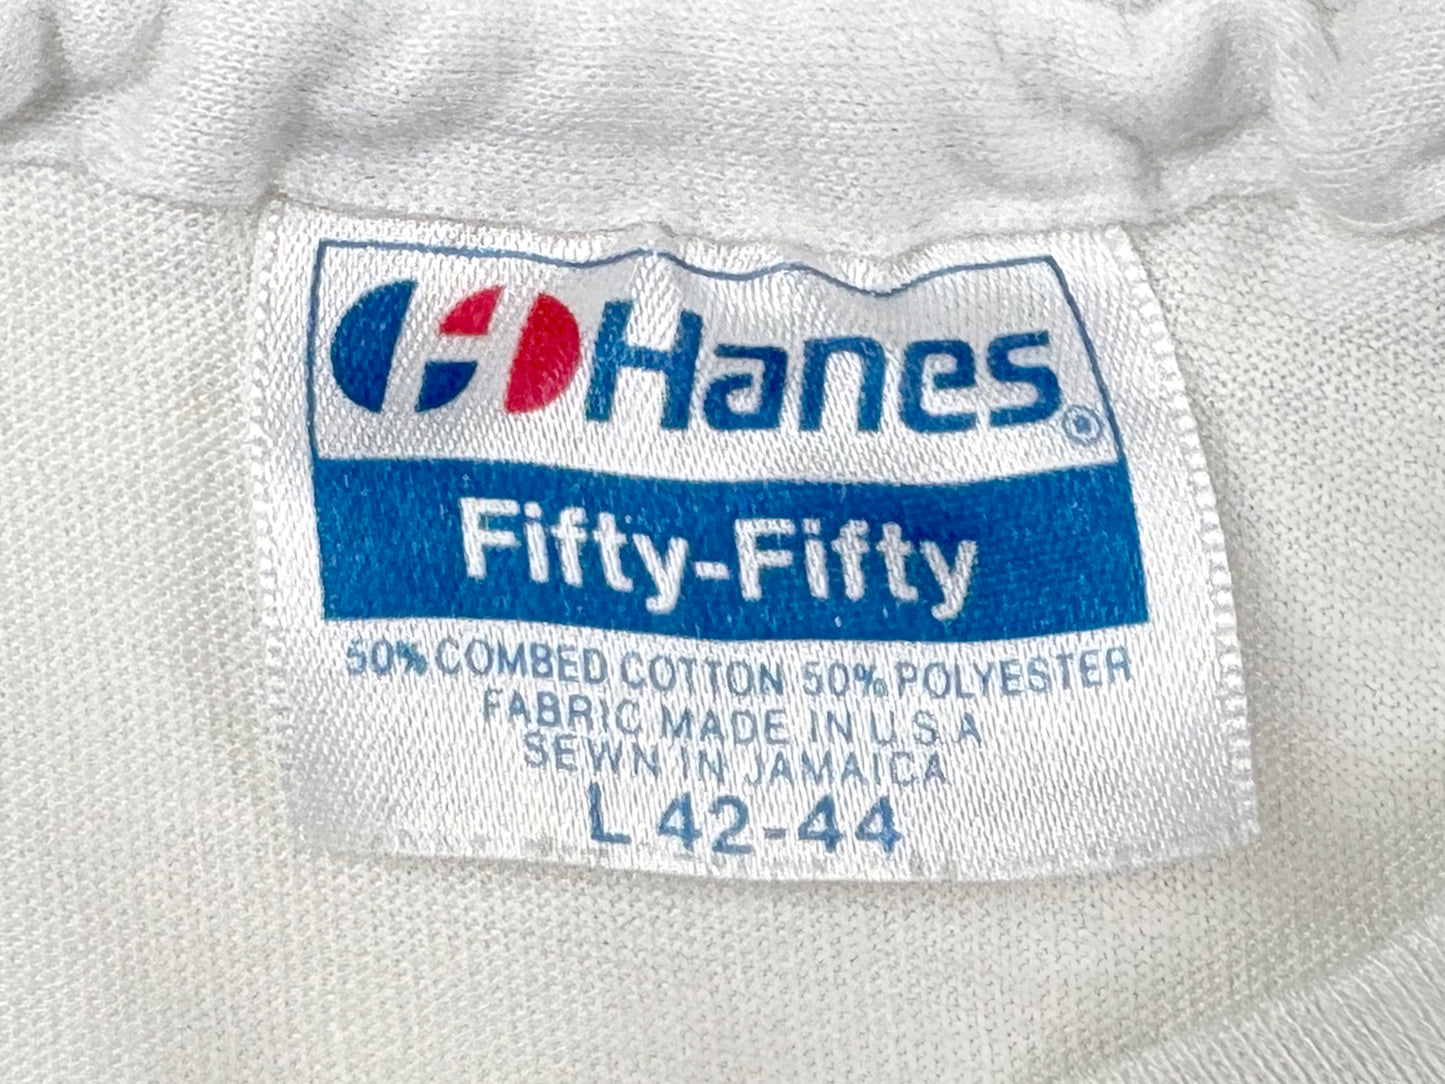 Hanes®
Fifty-Fifty
50% COMBED COTTON 50% POLYESTER
FABRIC MADE IN U.S.A
SEWN IN JAMAICA
L 42-44